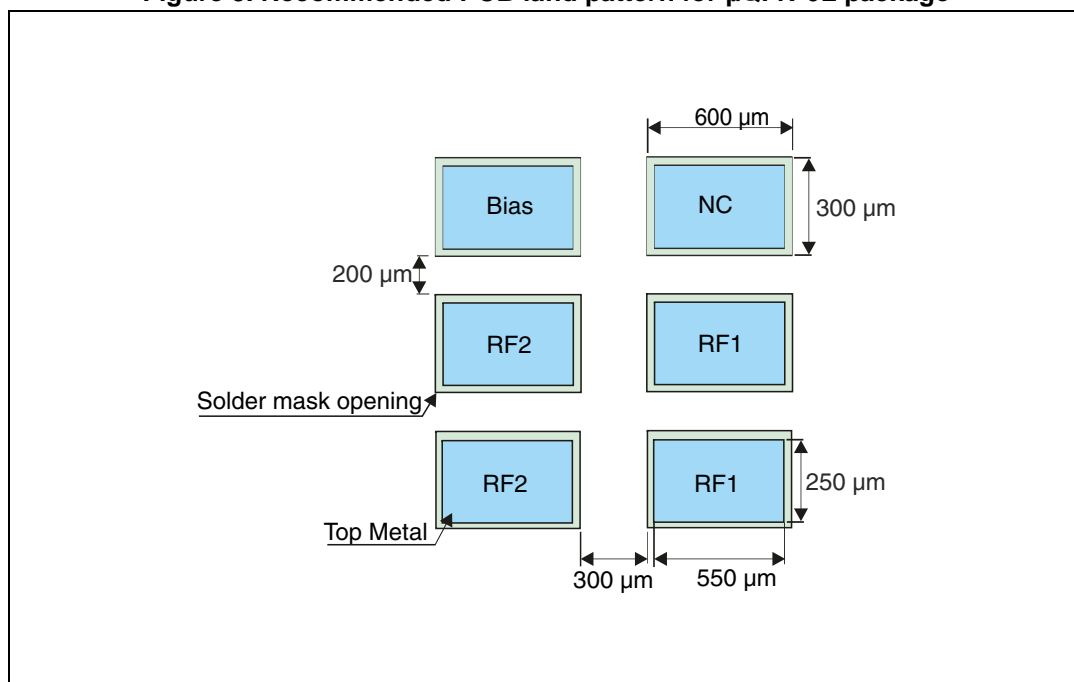 600 µm
Bias
NC
300 µm
200 µm
RF2
RF1
Solder mask opening
RF2
RF1
250 µm
Top Metal
300 µm
550 µm